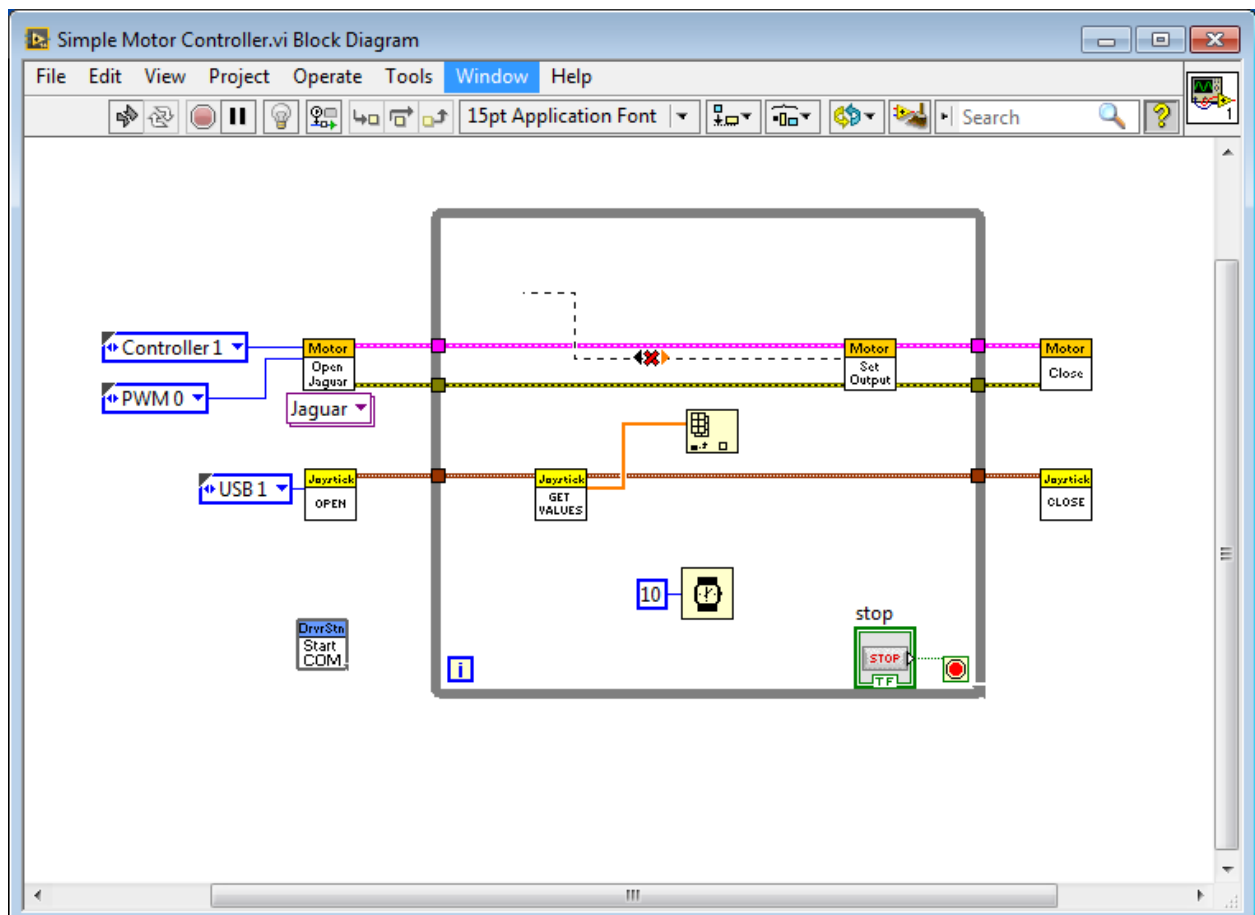 Simple Motor Controller.vi Block Diagram
File Edit View Project Operate Tools Window Help
15pt Application Font
Search
1
Controller 1
Motor
Open
Jaguar
Motor
Set
Output
Motor
Close
PWM 0
Jaguar
USB 1
Joystick
OPEN
Joystick
GET
VALUES
Joystick
CLOSE
10
stop
STOP
TF
DrvrStn
Start
COM
i